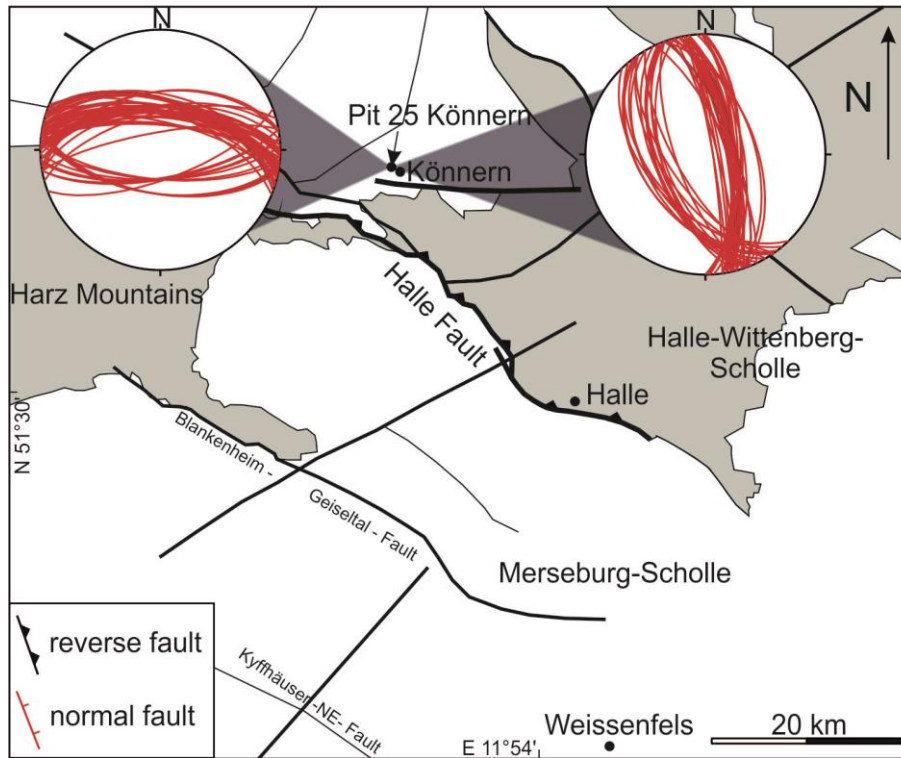 N
N
N
Pit 25 Könnern
Könnern
Harz Mountains
Halle Fault
Halle-Wittenberg-
Scholle
Halle
N 51°30'
Blankenheim -
Geiseltal - Fault
Merseburg-Scholle
reverse fault
normal fault
Kyffhäuser -NE- Fault
Weissenfels
E 11°54'
20 km